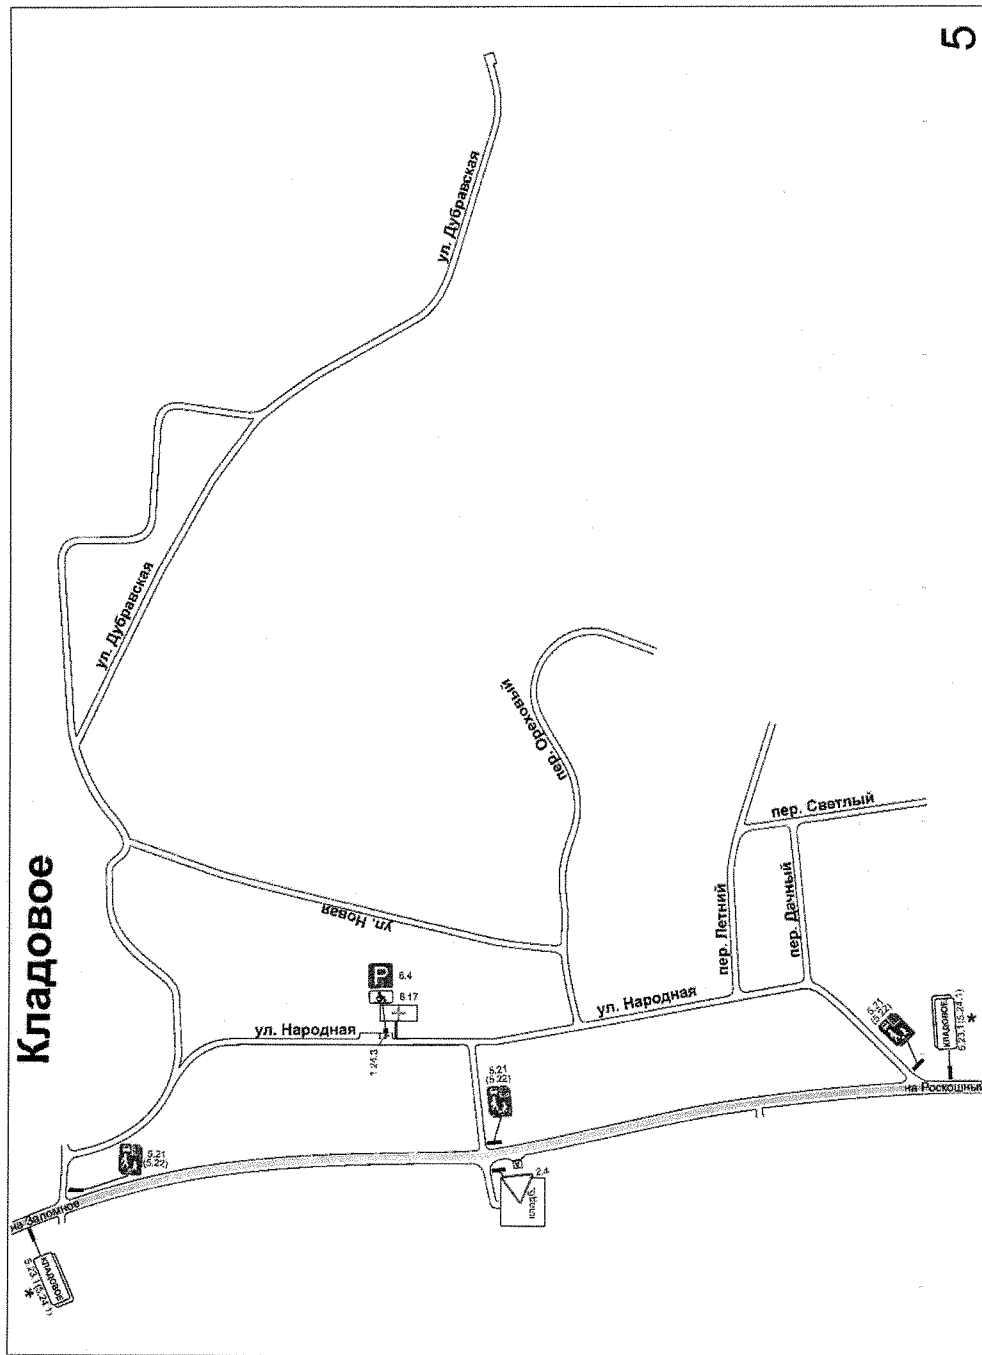 Кладовое
5
ул. Дубравская
ул. Дубравская
пер. Ореховый
ул. Новая
пер. Светлый
пер. Летний
пер. Дачный
ул. Народная
ул. Народная
P
6.4
8.17
1.24.3
5.21
(5.22)
5.21
(5.22)
5.21
(5.22)
2.4
кладб.
на Заломное
на Роскошный
КЛАДОВОЕ
5.23.1(5.24.1)
*
КЛАДОВОЕ
5.23.1(5.24.1)
*